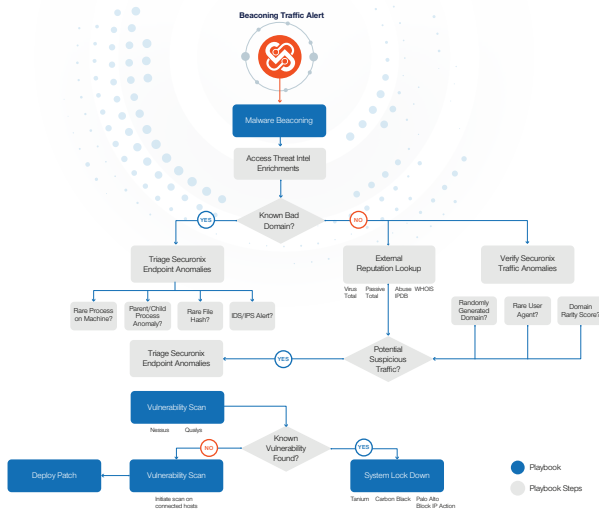 Beaconing Traffic Alert
Malware Beaconing
Access Threat Intel
Enrichments
Known Bad
Domain?
YES
NO
Triage Securonix
Endpoint Anomalies
External
Reputation Lookup
Verify Securonix
Traffic Anomalies
Virus
Total
Passive
Total
Abuse
IPDB
WHOIS
Rare Process
on Machine?
Parent/Child
Process
Anomaly?
Rare File
Hash?
IDS/IPS Alert?
Randomly
Generated
Domain?
Rare User
Agent?
Domain
Rarity Score?
Triage Securonix
Endpoint Anomalies
YES
Potential
Suspicious
Traffic?
Vulnerability Scan
Nessus
Qualys
Known
Vulnerability
Found?
NO
YES
Deploy Patch
Vulnerability Scan
System Lock Down
Initiate scan on
connected hosts
Tanium
Carbon Black
Palo Alto
Block IP Action
Playbook
Playbook Steps